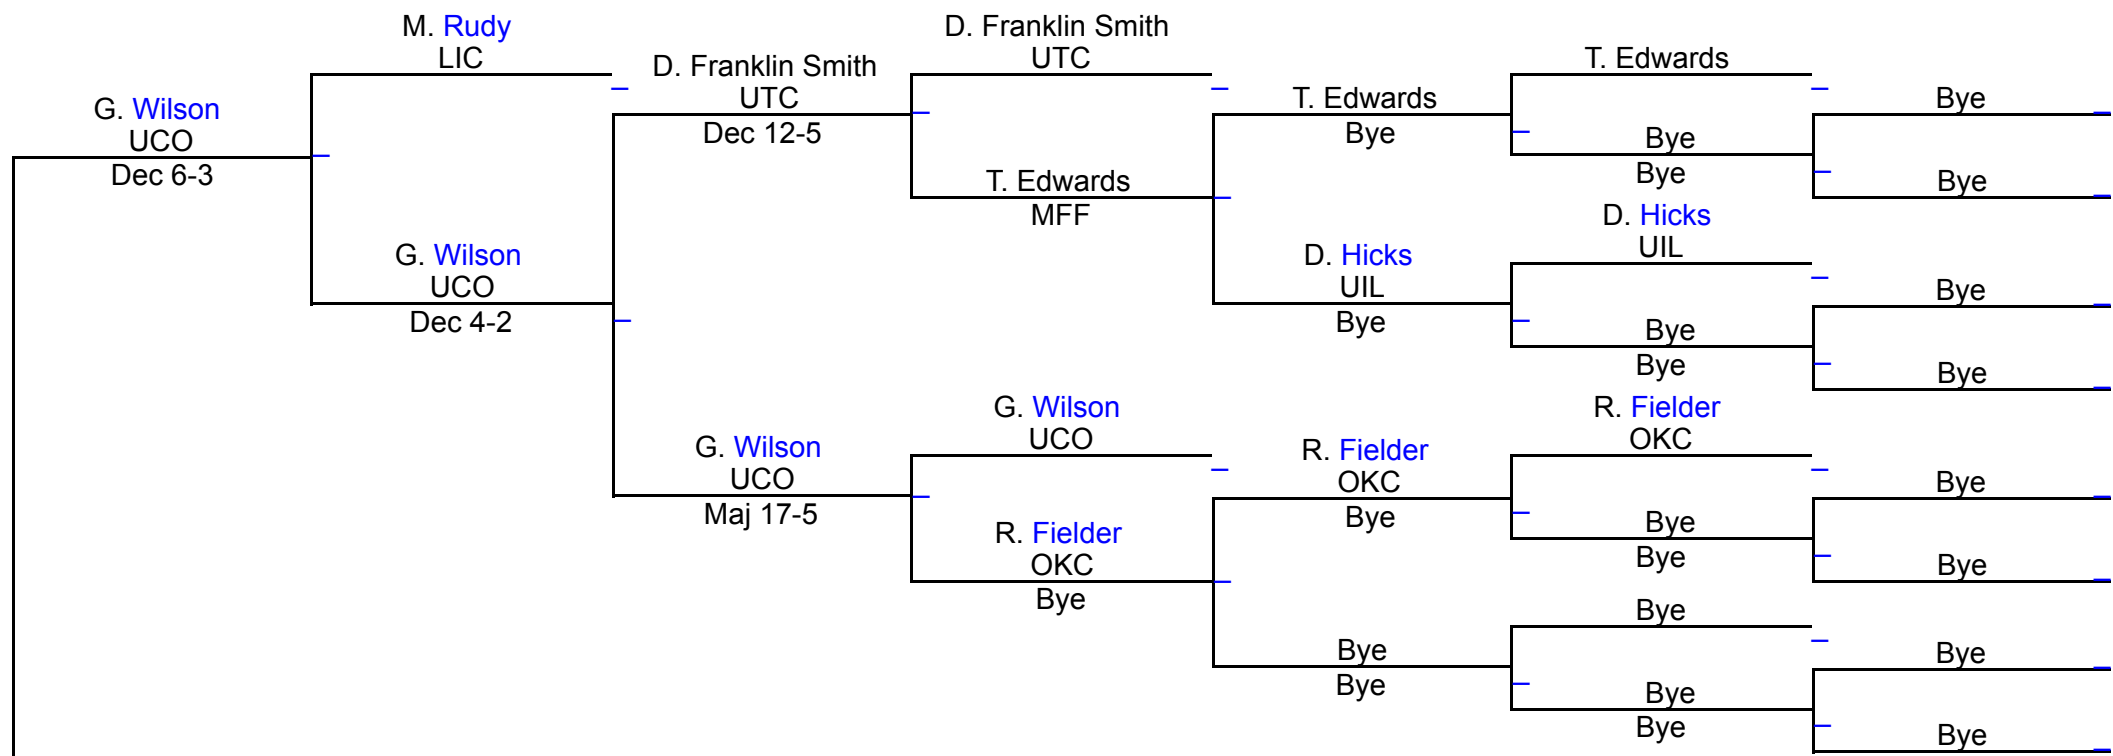 M. Rudy
LIC
G. Wilson
UCO
Dec 6-3
G. Wilson
UCO
Dec 4-2
D. Franklin Smith
UTC
Dec 12-5
G. Wilson
UCO
Maj 17-5
D. Franklin Smith
UTC
T. Edwards
MFF
G. Wilson
UCO
R. Fielder
OKC
Bye
T. Edwards
Bye
D. Hicks
UIL
Bye
R. Fielder
OKC
Bye
Bye
Bye
T. Edwards
Bye
Bye
D. Hicks
UIL
Bye
Bye
R. Fielder
OKC
Bye
Bye
Bye
Bye
Bye
Bye
Bye
Bye
Bye
Bye
Bye
Bye
Bye